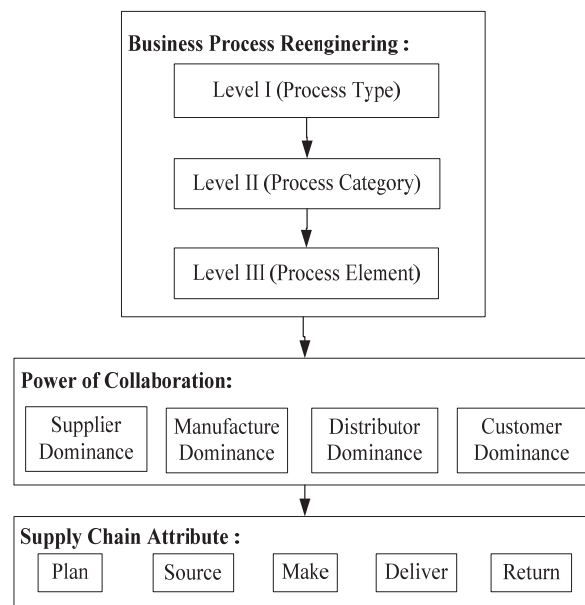 Business Process Reenginering :
Level I (Process Type)
Level II (Process Category)
Level III (Process Element)
Power of Collaboration:
Supplier
Dominance
Manufacture
Dominance
Distributor
Dominance
Customer
Dominance
Supply Chain Attribute :
Plan
Source
Make
Deliver
Return